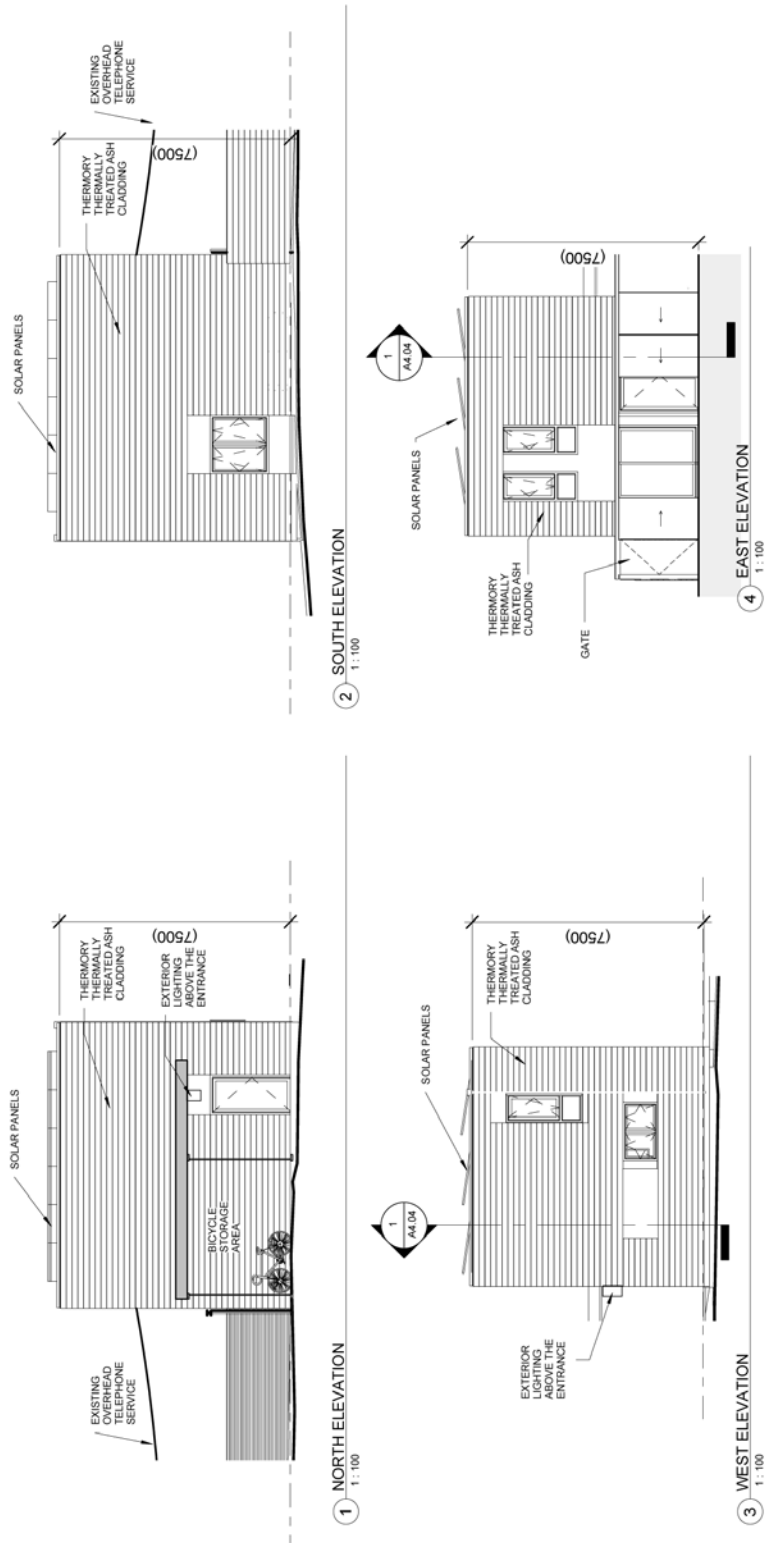 SOLAR PANELS
THERMORY
THERMALLY
TREATED ASH
CLADDING
EXTERIOR
LIGHTING
ABOVE THE
ENTRANCE
(7500)
EXISTING
OVERHEAD
TELEPHONE
SERVICE
BICYCLE
STORAGE
AREA
1
NORTH ELEVATION
1 : 100
SOLAR PANELS
THERMORY
THERMALLY
TREATED ASH
CLADDING
EXISTING
OVERHEAD
TELEPHONE
SERVICE
(7500)
2
SOUTH ELEVATION
1 : 100
1
A4.04
SOLAR PANELS
THERMORY
THERMALLY
TREATED ASH
CLADDING
(7500)
EXTERIOR
LIGHTING
ABOVE THE
ENTRANCE
3
WEST ELEVATION
1 : 100
SOLAR PANELS
1
A4.04
(7500)
THERMORY
THERMALLY
TREATED ASH
CLADDING
GATE
4
EAST ELEVATION
1 : 100